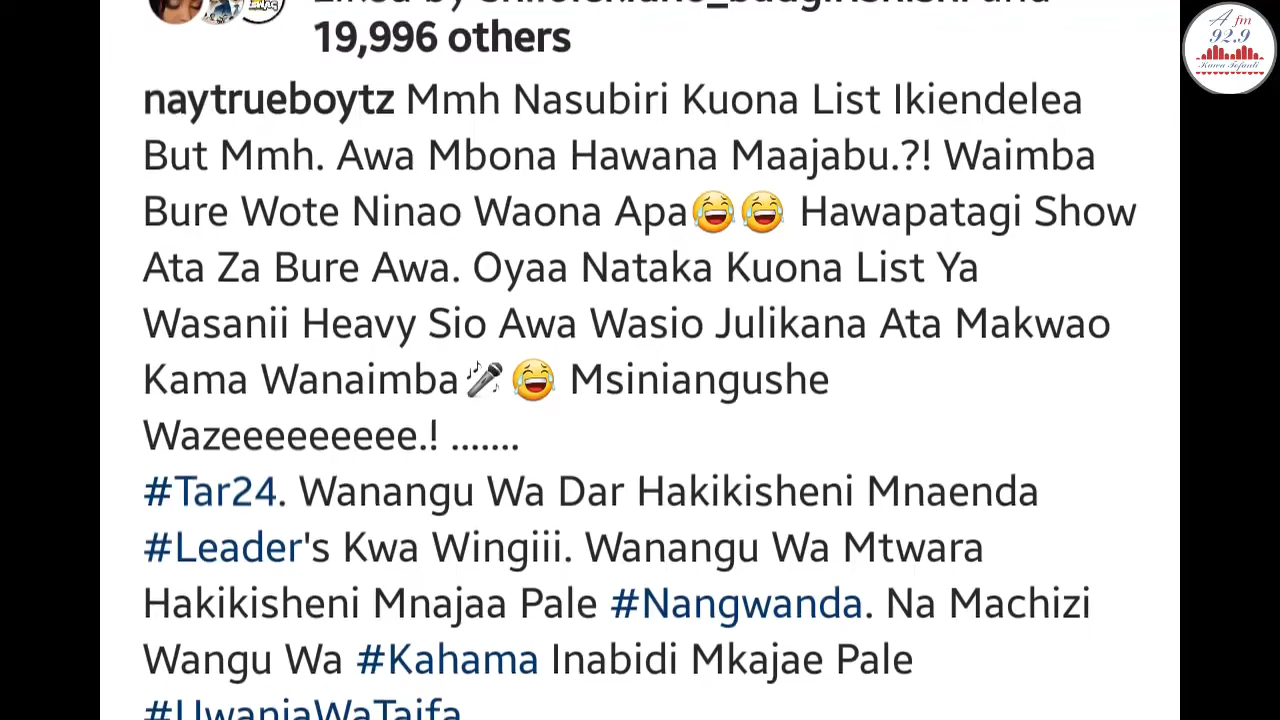 19,996 others
naytrueboytz Mmh Nasubiri Kuona List Ikiendelea
But Mmh. Awa Mbona Hawana Maajabu.?! Waimba
Bure Wote Ninao Waona Apa😂😂 Hawapatagi Show
Ata Za Bure Awa. Oyaa Nataka Kuona List Ya
Wasanii Heavy Sio Awa Wasio Julikana Ata Makwao
Kama Wanaimba🎤😂 Msiniangushe
Wazeeeeeeeeee.! .......
#Tar24. Wanangu Wa Dar Hakikisheni Mnaenda
#Leader's Kwa Wingiii. Wanangu Wa Mtwara
Hakikisheni Mnajaa Pale #Nangwanda. Na Machizi
Wangu Wa #Kahama Inabidi Mkajae Pale
#UwanjaWaTaifa
A fm
92.9